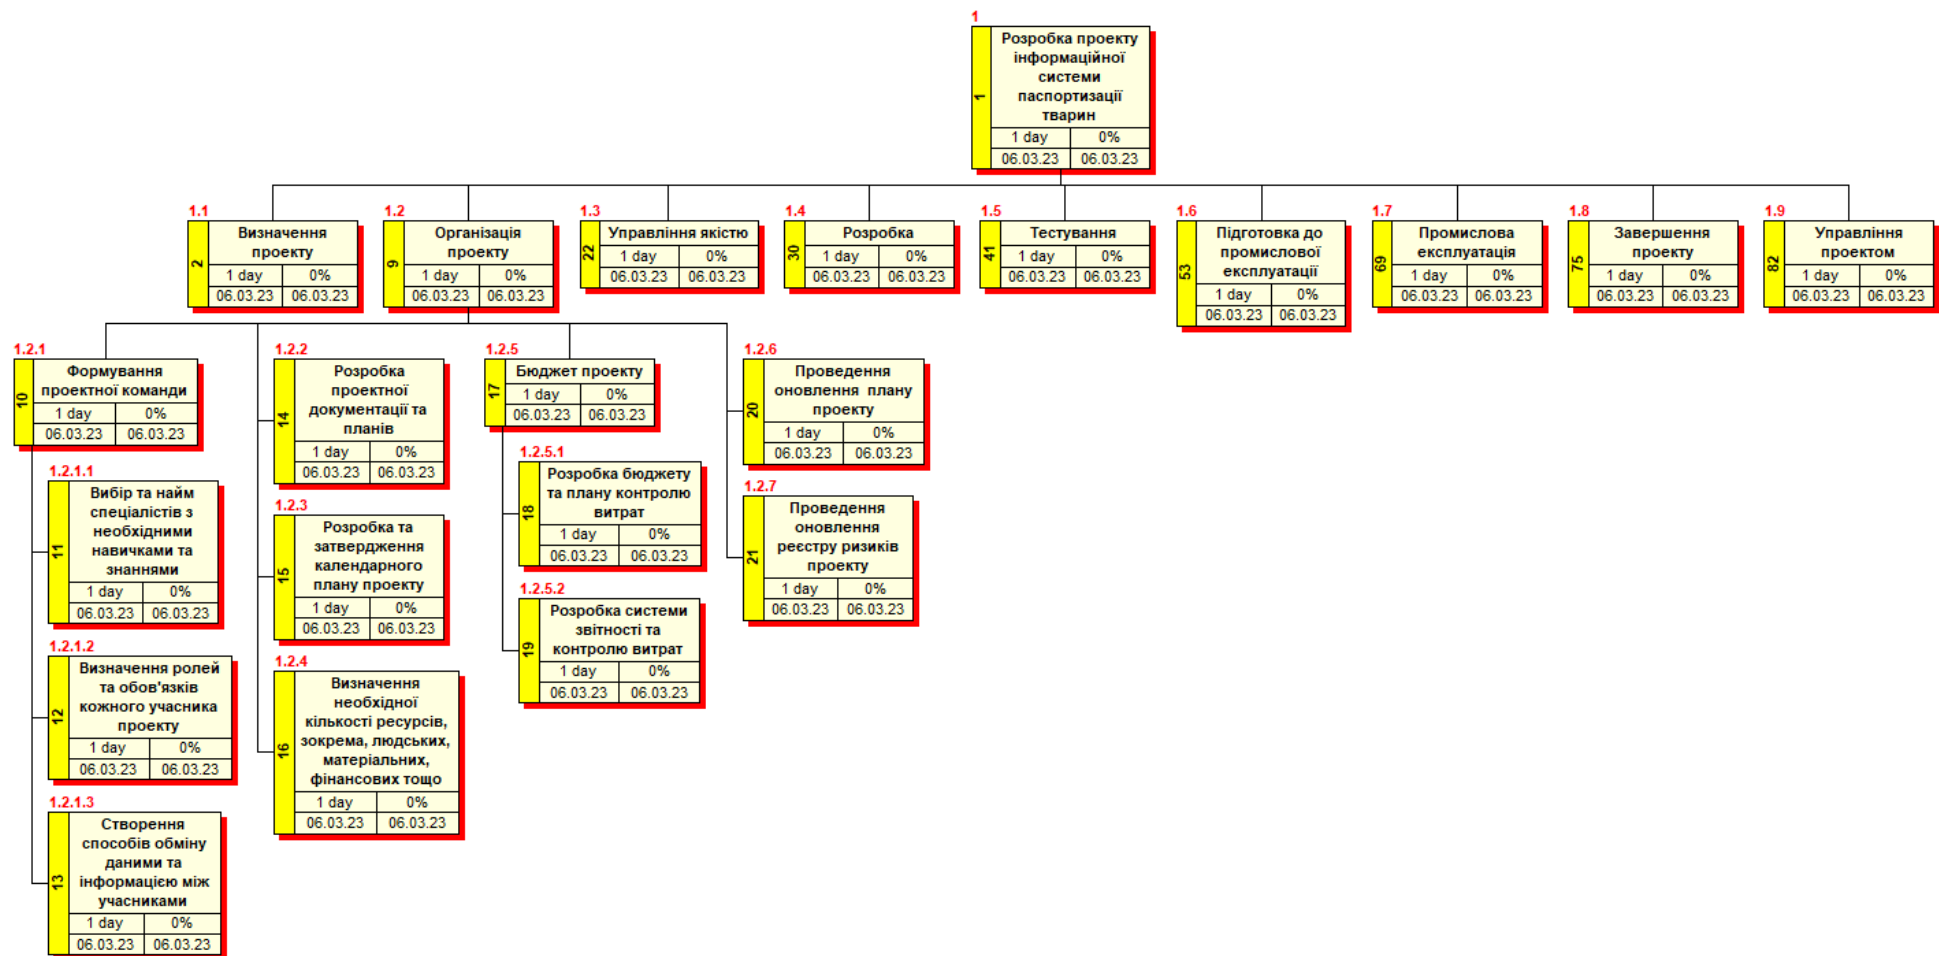 1
1
Розробка проекту
інформаційної
системи
паспортизації
тварин
1 day 0%
06.03.23 06.03.23
1.1
2
Визначення
проекту
1 day 0%
06.03.23 06.03.23
1.2
9
Організація
проекту
1 day 0%
06.03.23 06.03.23
1.3
22
Управління якістю
1 day 0%
06.03.23 06.03.23
1.4
30
Розробка
1 day 0%
06.03.23 06.03.23
1.5
41
Тестування
1 day 0%
06.03.23 06.03.23
1.6
53
Підготовка до
промислової
експлуатації
1 day 0%
06.03.23 06.03.23
1.7
69
Промислова
експлуатація
1 day 0%
06.03.23 06.03.23
1.8
75
Завершення
проекту
1 day 0%
06.03.23 06.03.23
1.9
82
Управління
проектом
1 day 0%
06.03.23 06.03.23
1.2.1
10
Формування
проектної команди
1 day 0%
06.03.23 06.03.23
1.2.1.1
11
Вибір та найм
спеціалістів з
необхідними
навичками та
знаннями
1 day 0%
06.03.23 06.03.23
1.2.1.2
12
Визначення ролей
та обов'язків
кожного учасника
проекту
1 day 0%
06.03.23 06.03.23
1.2.1.3
13
Створення
способів обміну
даними та
інформацією між
учасниками
1 day 0%
06.03.23 06.03.23
1.2.2
14
Розробка
проектної
документації та
планів
1 day 0%
06.03.23 06.03.23
1.2.3
15
Розробка та
затвердження
календарного
плану проекту
1 day 0%
06.03.23 06.03.23
1.2.4
16
Визначення
необхідної
кількості ресурсів,
зокрема, людських,
матеріальних,
фінансових тощо
1 day 0%
06.03.23 06.03.23
1.2.5
17
Бюджет проекту
1 day 0%
06.03.23 06.03.23
1.2.5.1
18
Розробка бюджету
та плану контролю
витрат
1 day 0%
06.03.23 06.03.23
1.2.5.2
19
Розробка системи
звітності та
контролю витрат
1 day 0%
06.03.23 06.03.23
1.2.6
20
Проведення
оновлення плану
проекту
1 day 0%
06.03.23 06.03.23
1.2.7
21
Проведення
оновлення
реєстру ризиків
проекту
1 day 0%
06.03.23 06.03.23